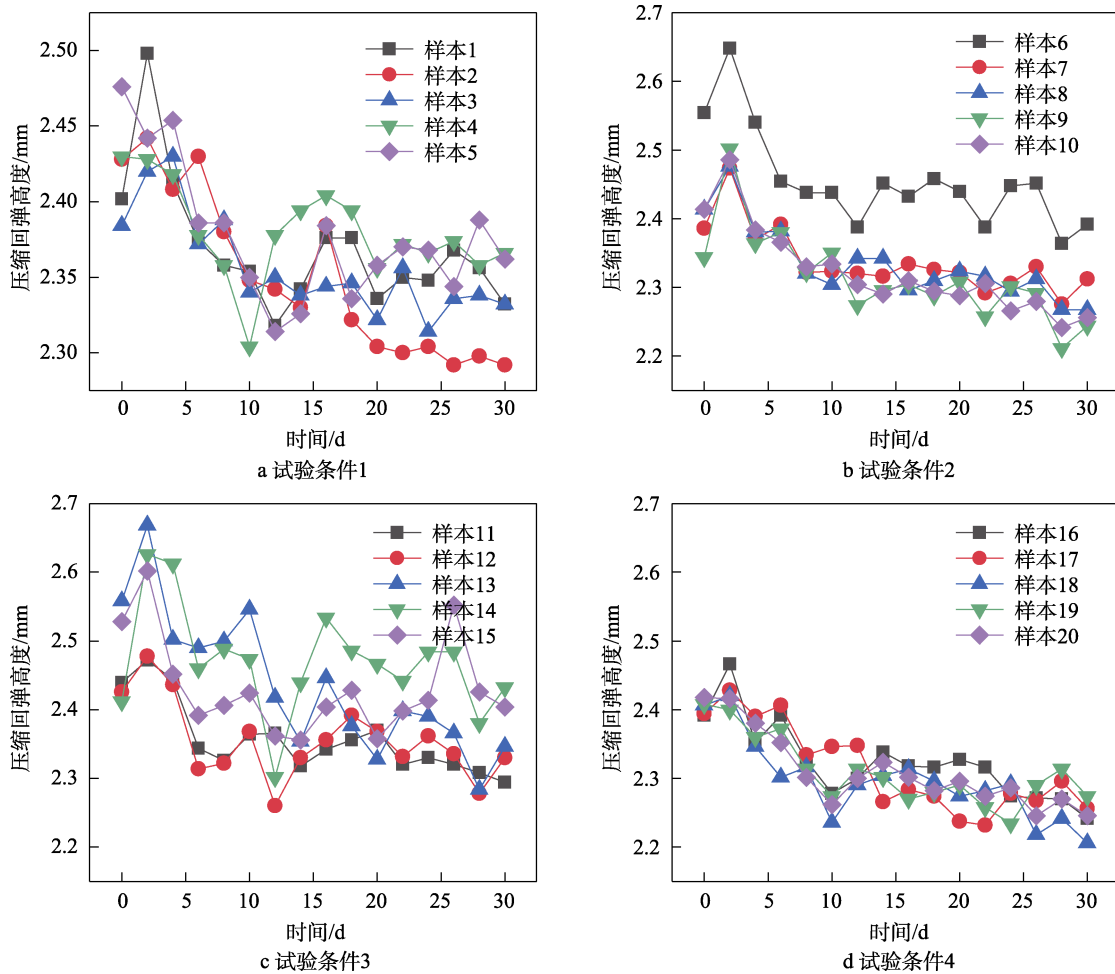 压缩回弹高度/mm
2.50
2.45
2.40
2.35
2.30
样本1
样本2
样本3
样本4
样本5
0 5 10 15 20 25 30
时间/d
a 试验条件1
压缩回弹高度/mm
2.7
2.6
2.5
2.4
2.3
2.2
样本6
样本7
样本8
样本9
样本10
0 5 10 15 20 25 30
时间/d
b 试验条件2
压缩回弹高度/mm
2.7
2.6
2.5
2.4
2.3
2.2
样本11
样本12
样本13
样本14
样本15
0 5 10 15 20 25 30
时间/d
c 试验条件3
压缩回弹高度/mm
2.7
2.6
2.5
2.4
2.3
2.2
样本16
样本17
样本18
样本19
样本20
0 5 10 15 20 25 30
时间/d
d 试验条件4